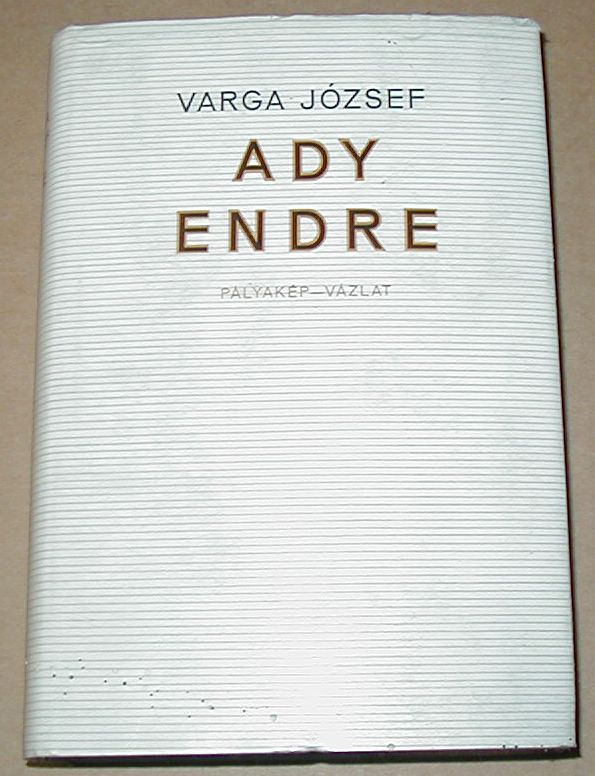 VARGA JÓZSEF
ADY
ENDRE
PÁLYAKÉP—VÁZLAT